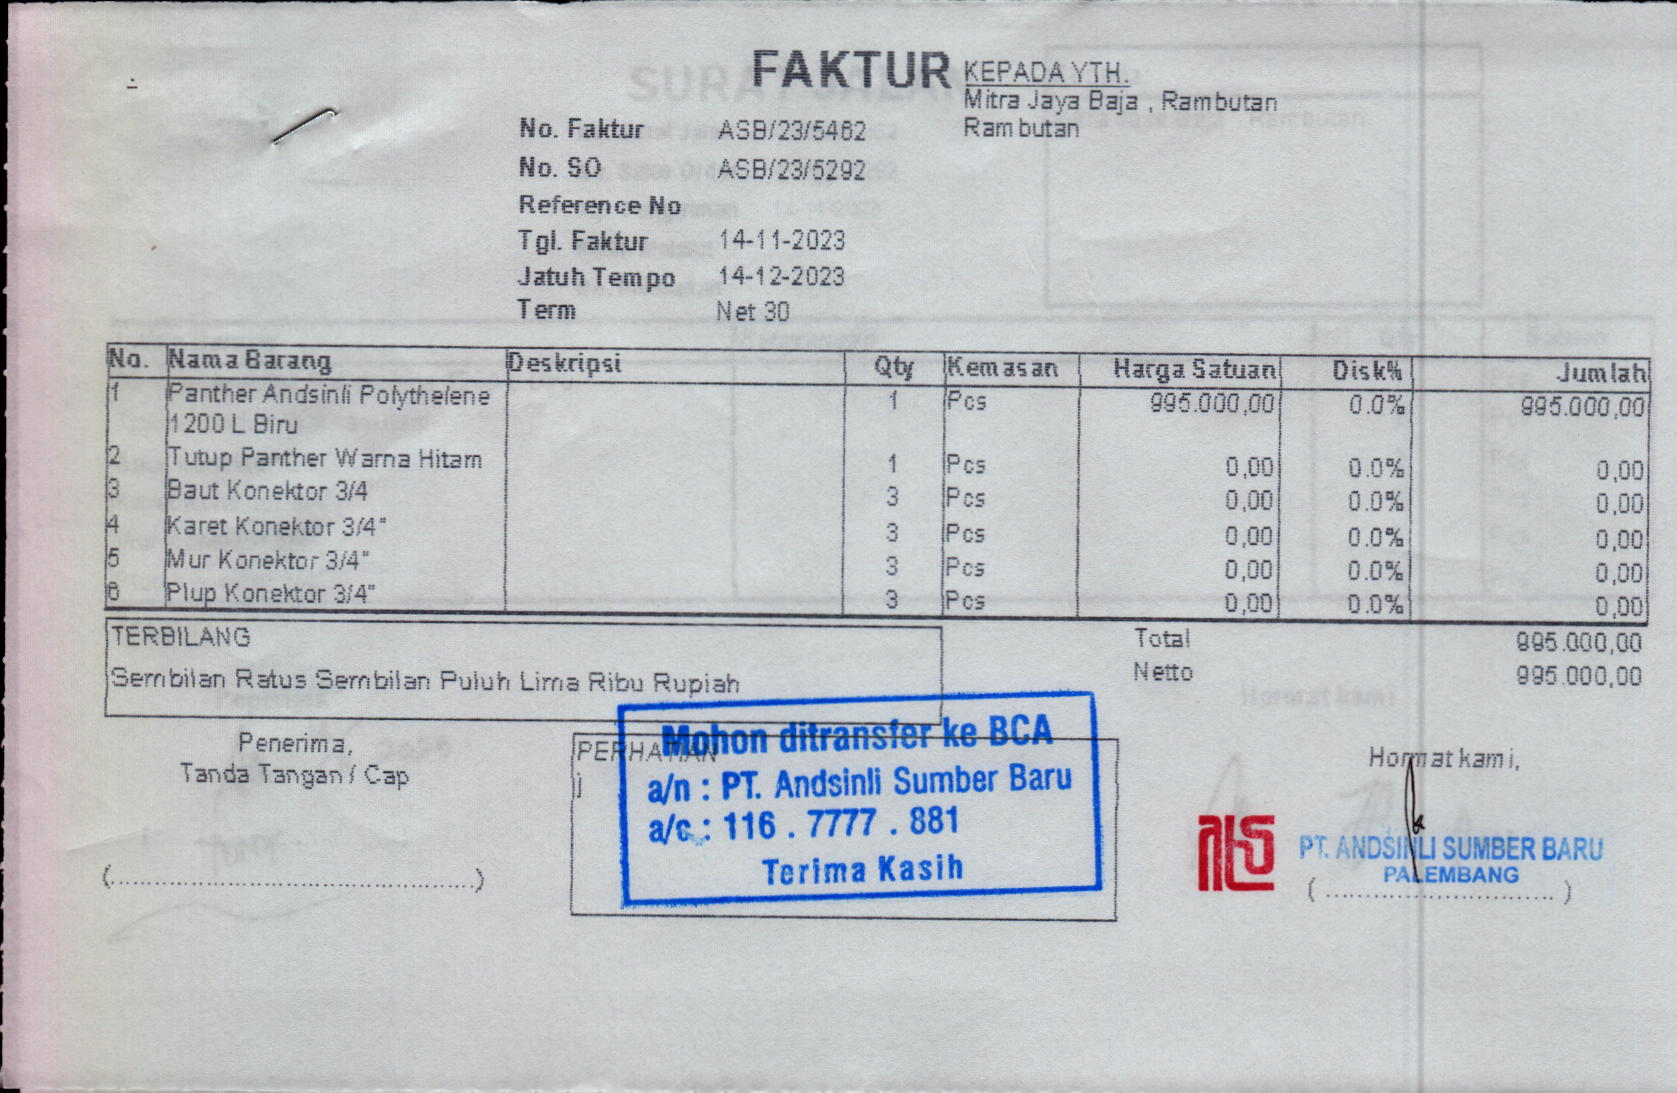 FAKTUR
KEPADA YTH.
Mitra Jaya Baja , Rambutan
Rambutan
No. Faktur ASB/23/5462
No. SO ASB/23/5292
Reference No
Tgl. Faktur 14-11-2023
Jatuh Tempo 14-12-2023
Term Net 30
No. Nama Barang Deskripsi Qty Kemasan Harga Satuan Disk% Jumlah
1 Panther Andsinli Polythelene 1 Pcs 995.000,00 0.0% 995.000,00
1200 L Biru
2 Tutup Panther Warna Hitam 1 Pcs 0,00 0.0% 0,00
3 Baut Konektor 3/4 3 Pcs 0,00 0.0% 0,00
4 Karet Konektor 3/4" 3 Pcs 0,00 0.0% 0,00
5 Mur Konektor 3/4" 3 Pcs 0,00 0.0% 0,00
6 Plup Konektor 3/4" 3 Pcs 0,00 0.0% 0,00
TERBILANG
Sembilan Ratus Sembilan Puluh Lima Ribu Rupiah
Total 995.000,00
Netto 995.000,00
Penerima,
Tanda Tangan / Cap
(................................................)
PERHATIAN
j
Mohon ditransfer ke BCA
a/n : PT. Andsinli Sumber Baru
a/c : 116 . 7777 . 881
Terima Kasih
Hormat kami,
PT. ANDSINLI SUMBER BARU
PALEMBANG
(..............................)